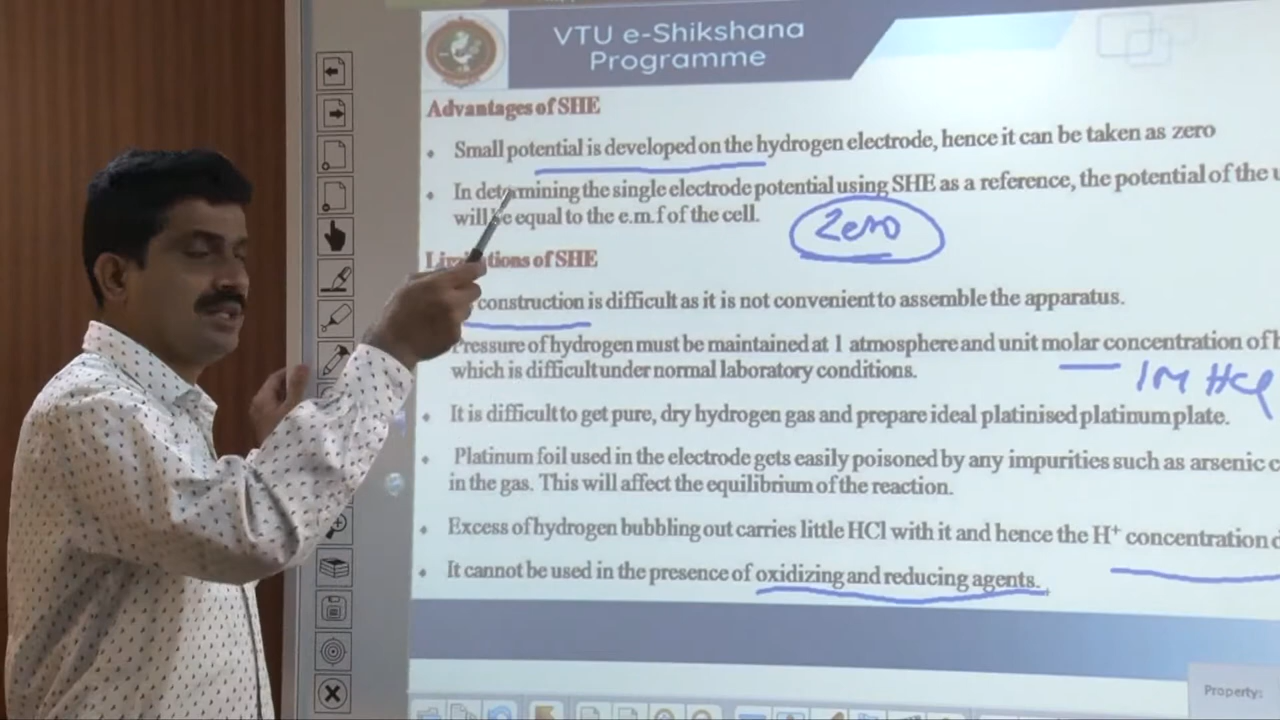 VTU e-Shikshana
Programme
Advantages of SHE
Small potential is developed on the hydrogen electrode, hence it can be taken as zero
In determining the single electrode potential using SHE as a reference, the potential of the
will be equal to the e.m.f of the cell.
Zero
of SHE
construction is difficult as it is not convenient to assemble the apparatus.
Pressure of hydrogen must be maintained at 1 atmosphere and unit molar concentration of
which is difficult under normal laboratory conditions.
1M HCl
It is difficult to get pure, dry hydrogen gas and prepare ideal platinised platinum plate.
Platinum foil used in the electrode gets easily poisoned by any impurities such as arsenic
in the gas. This will affect the equilibrium of the reaction.
Excess of hydrogen bubbling out carries little HCl with it and hence the H⁺ concentration
It cannot be used in the presence of oxidizing and reducing agents.
Property: